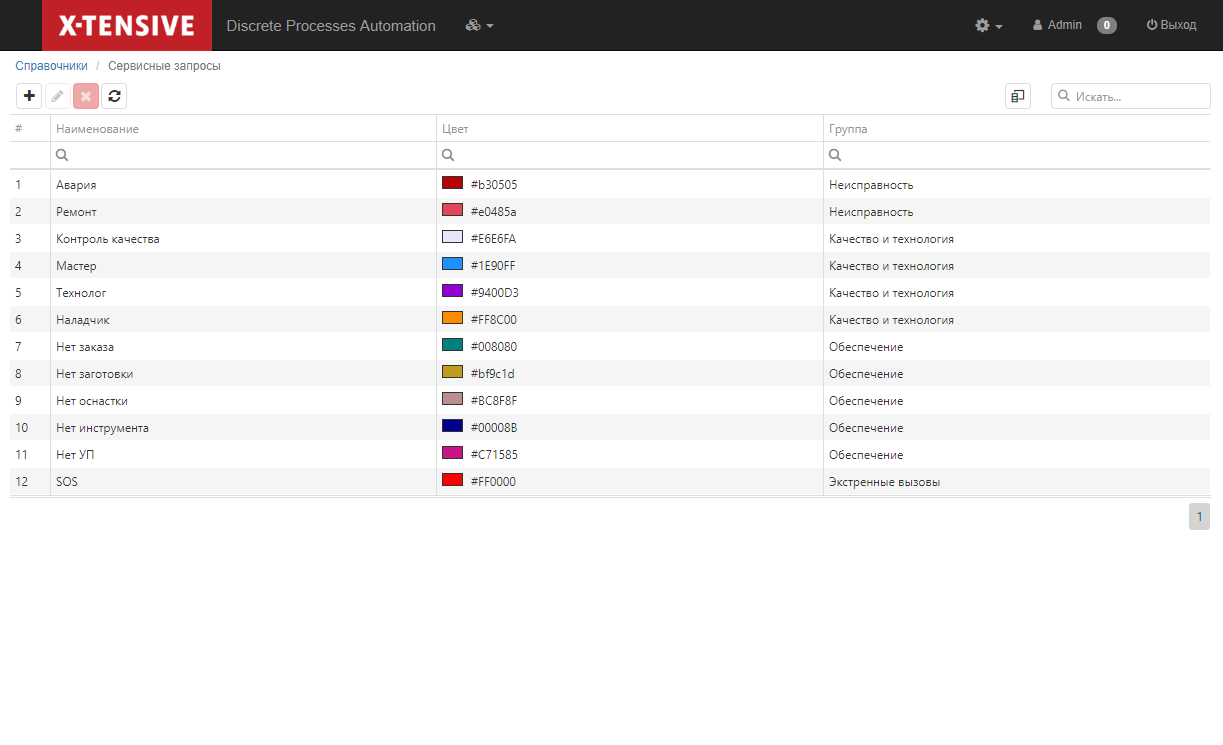 X-TENSIVE Discrete Processes Automation Admin 0 Выход
Справочники / Сервисные запросы
Искать...
# Наименование Цвет Группа
1 Авария #b30505 Неисправность
2 Ремонт #e0485a Неисправность
3 Контроль качества #E6E6FA Качество и технология
4 Мастер #1E90FF Качество и технология
5 Технолог #9400D3 Качество и технология
6 Наладчик #FF8C00 Качество и технология
7 Нет заказа #008080 Обеспечение
8 Нет заготовки #bf9c1d Обеспечение
9 Нет оснастки #BC8F8F Обеспечение
10 Нет инструмента #00008B Обеспечение
11 Нет УП #C71585 Обеспечение
12 SOS #FF0000 Экстренные вызовы
1